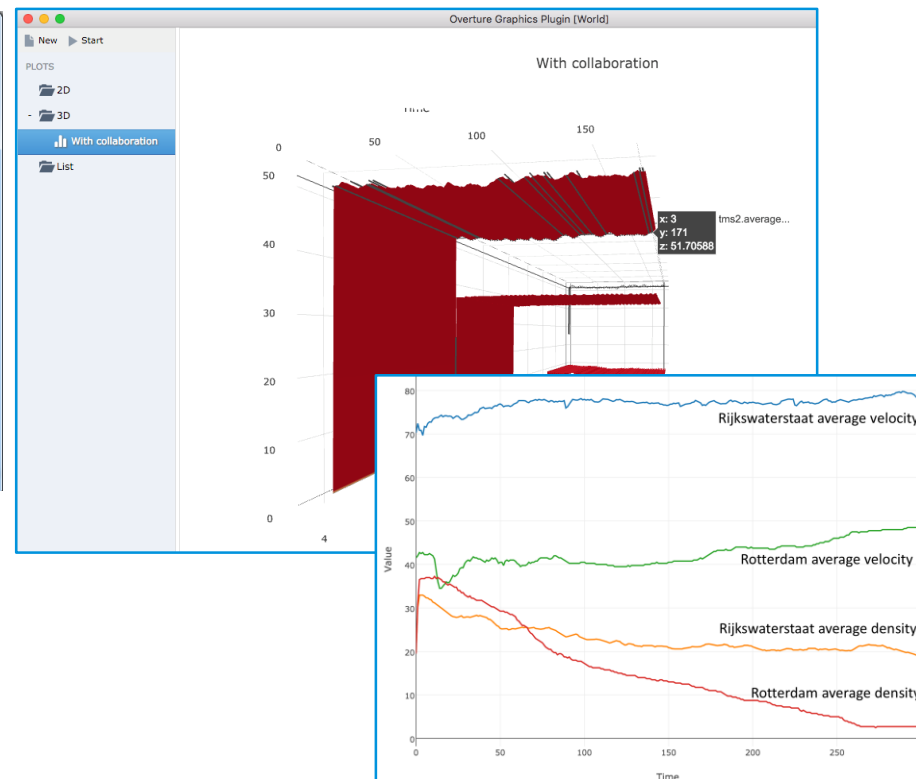 Overture Graphics Plugin [World]
New Start
PLOTS
2D
- 3D
With collaboration
List
With collaboration
Time
0 50 100 150
50
40
30
20
10
0
4
x: 3
y: 171
z: 51.70588
tms2.average...
80
70
60
50
40
30
20
10
0
Value
Rijkswaterstaat average velocity
Rotterdam average velocity
Rijkswaterstaat average density
Rotterdam average density
0 50 100 150 200 250
Time